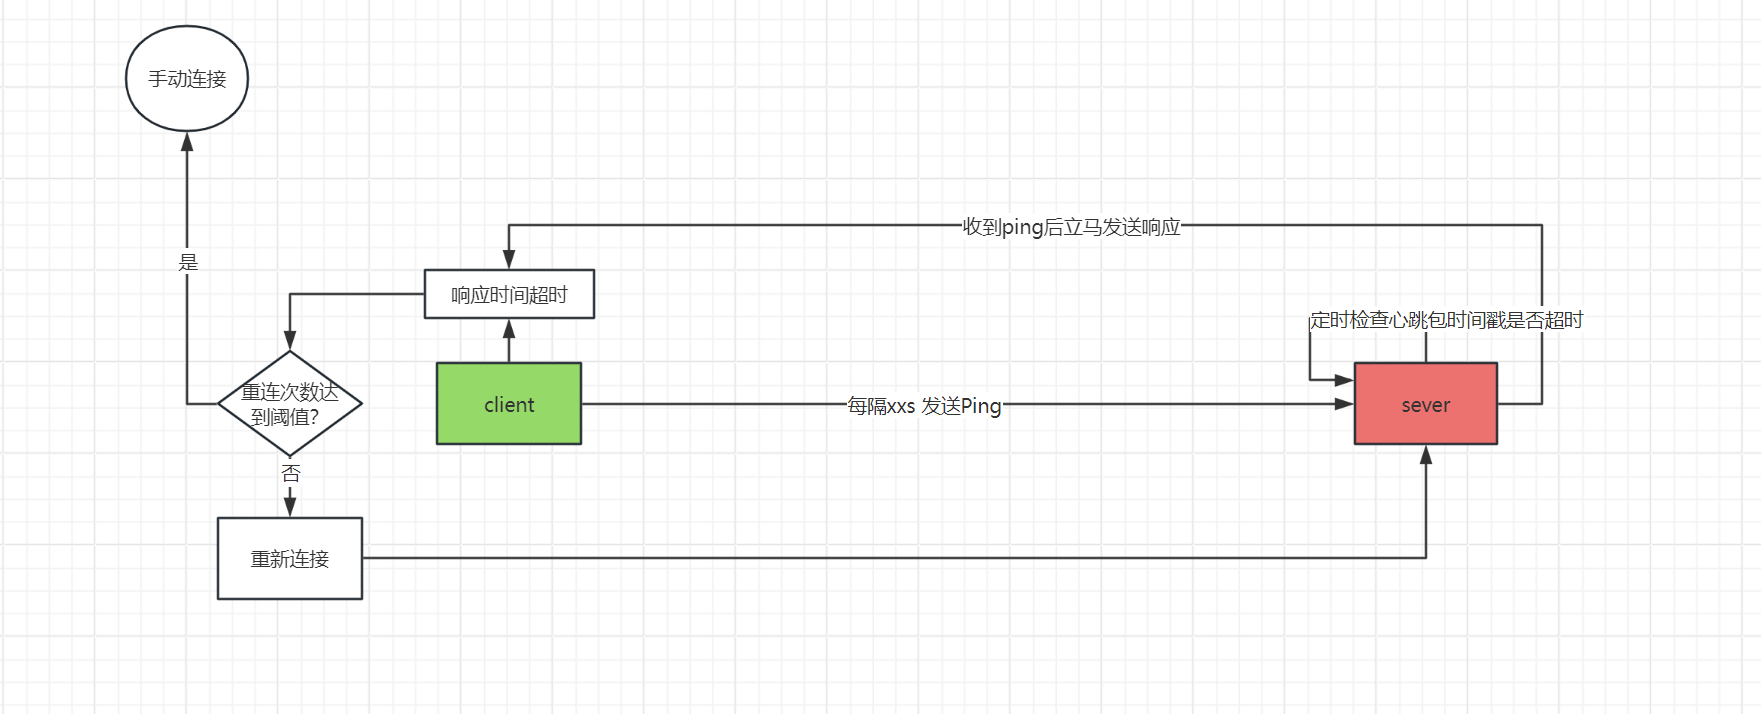 手动连接
是
收到ping后立马发送响应
响应时间超时
定时检查心跳包时间戳是否超时
重连次数达
到阈值?
client
每隔xxs 发送Ping
sever
否
重新连接